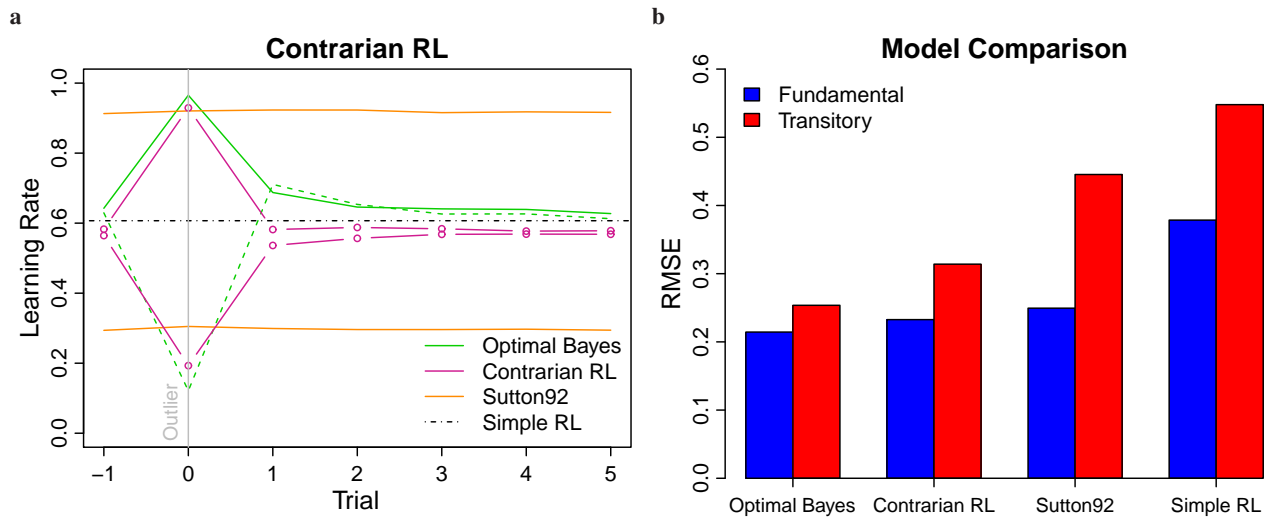 a
Contrarian RL
Learning Rate
1.0
0.8
0.6
0.4
0.2
0.0
Outlier
Optimal Bayes
Contrarian RL
Sutton92
Simple RL
−1 0 1 2 3 4 5
Trial
b
Model Comparison
RMSE
0.6
0.5
0.4
0.3
0.2
0.1
0.0
Fundamental
Transitory
Optimal Bayes Contrarian RL Sutton92 Simple RL